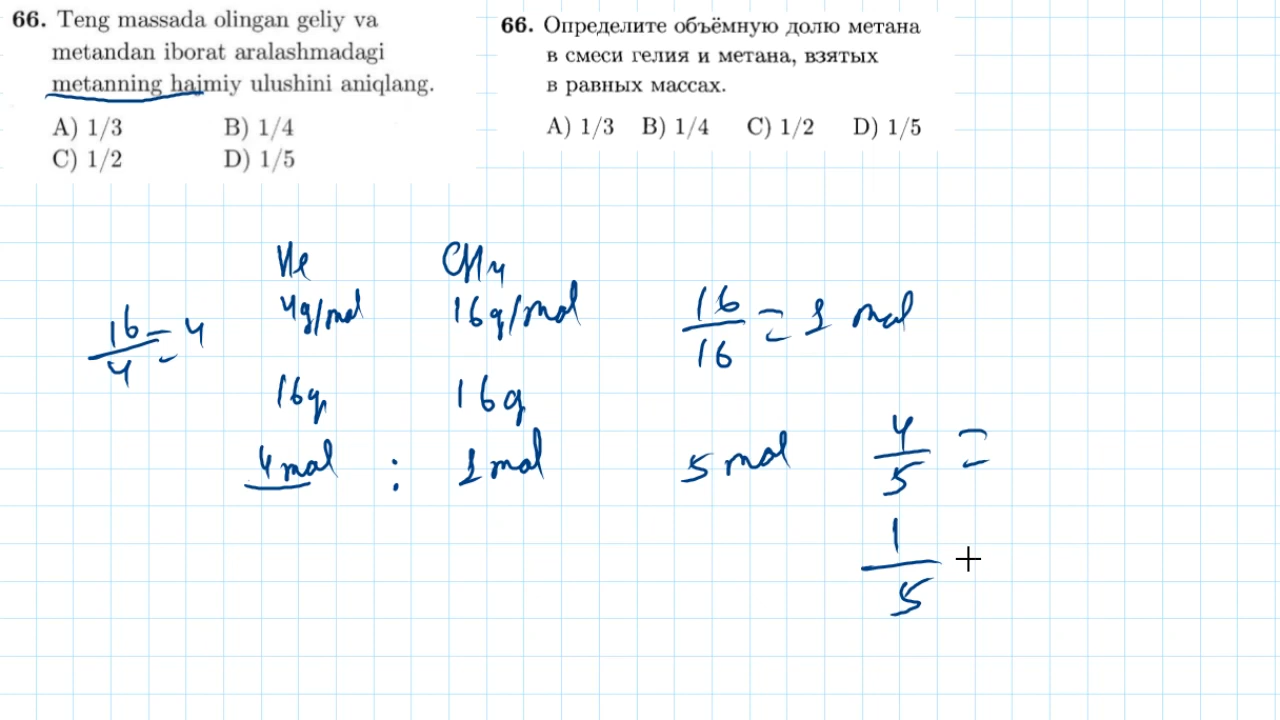 66. Teng massada olingan geliy va
metandan iborat aralashmadagi
metanning hajmiy ulushini aniqlang.
A) 1/3 B) 1/4
C) 1/2 D) 1/5
66. Определите объёмную долю метана
в смеси гелия и метана, взятых
в равных массах.
A) 1/3 B) 1/4 C) 1/2 D) 1/5
He CH4
4g/mol 16g/mol
16/4 = 4
16/16 = 1 mol
16g 16g
4 mol : 1 mol 5 mol 4/5 =
1/5